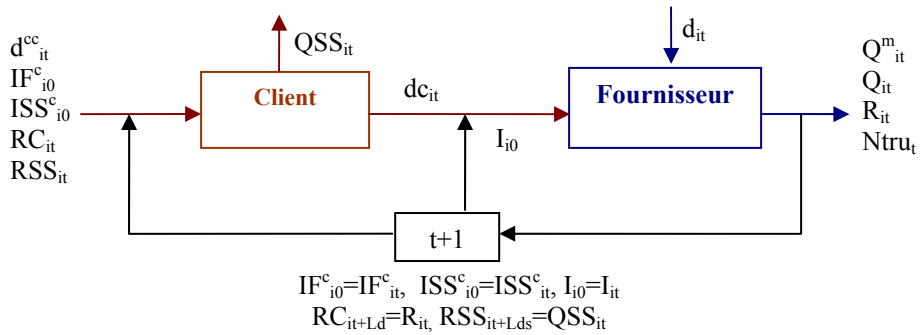 d^cc_it
IF^c_i0
ISS^c_i0
RC_it
RSS_it
QSS_it
Client
dc_it
I_i0
d_it
Fournisseur
Q^m_it
Q_it
R_it
Ntru_t
t+1
IF^c_i0=IF^c_it, ISS^c_i0=ISS^c_it, I_i0=I_it
RC_it+Ld=R_it, RSS_it+Lds=QSS_it